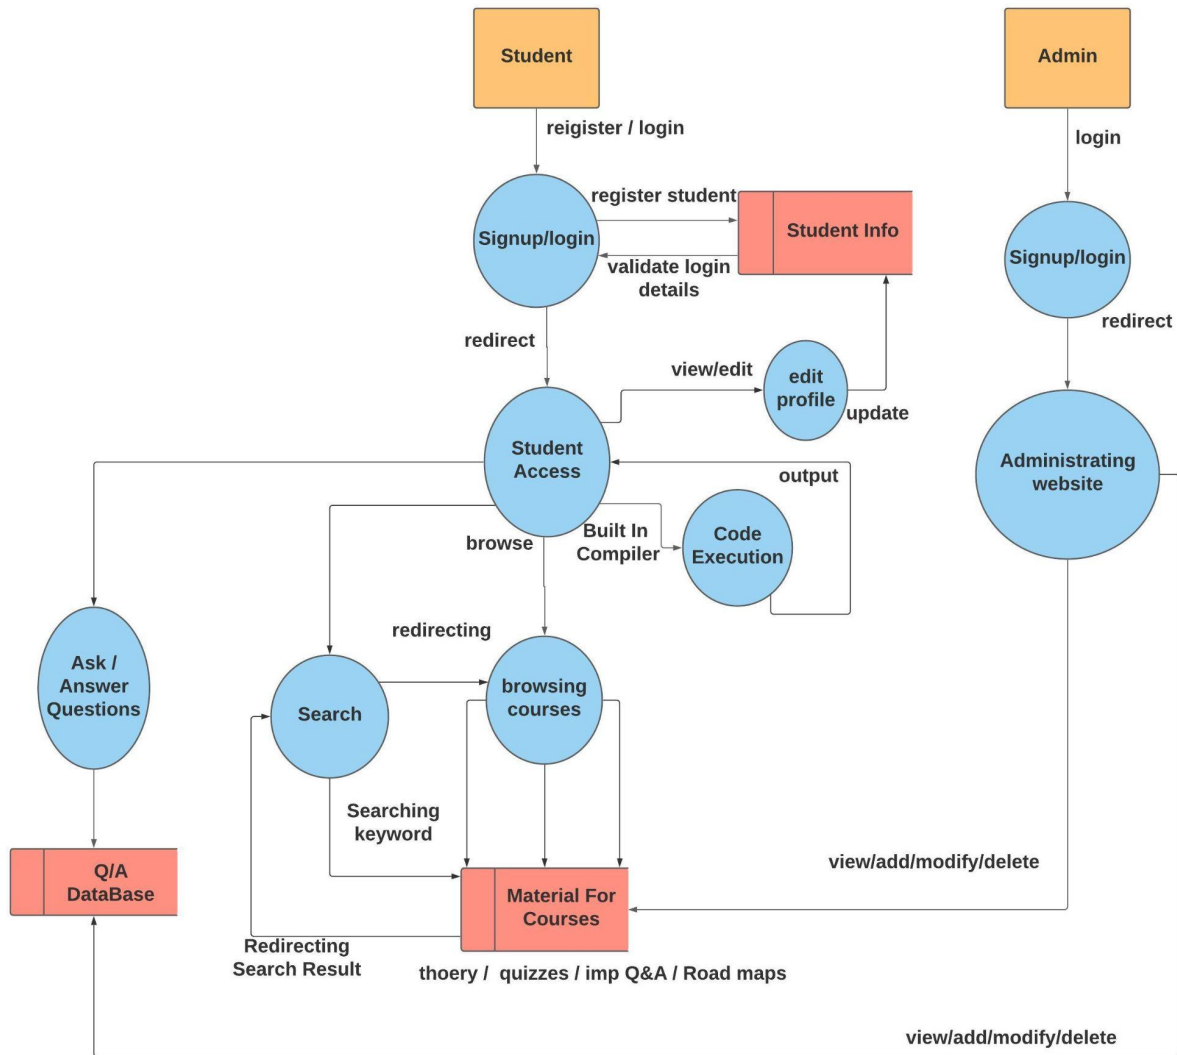 Student
Admin
reigister / login
login
register student
Signup/login
Student Info
validate login
details
Signup/login
redirect
redirect
view/edit
edit
profile
update
Student
Access
output
Administrating
website
browse
Built In
Compiler
Code
Execution
redirecting
Ask /
Answer
Questions
Search
browsing
courses
Searching
keyword
Q/A
DataBase
view/add/modify/delete
Material For
Courses
Redirecting
Search Result
thoery / quizzes / imp Q&A / Road maps
view/add/modify/delete